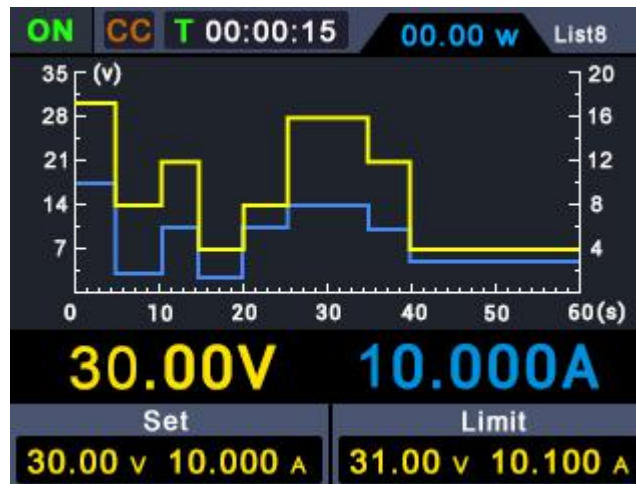 ON CC T 00:00:15 00.00 w List8
35 (v) 20
28 16
21 12
14 8
7 4
0 10 20 30 40 50 60(s)
30.00V 10.000A
Set Limit
30.00 v 10.000 A 31.00 v 10.100 A